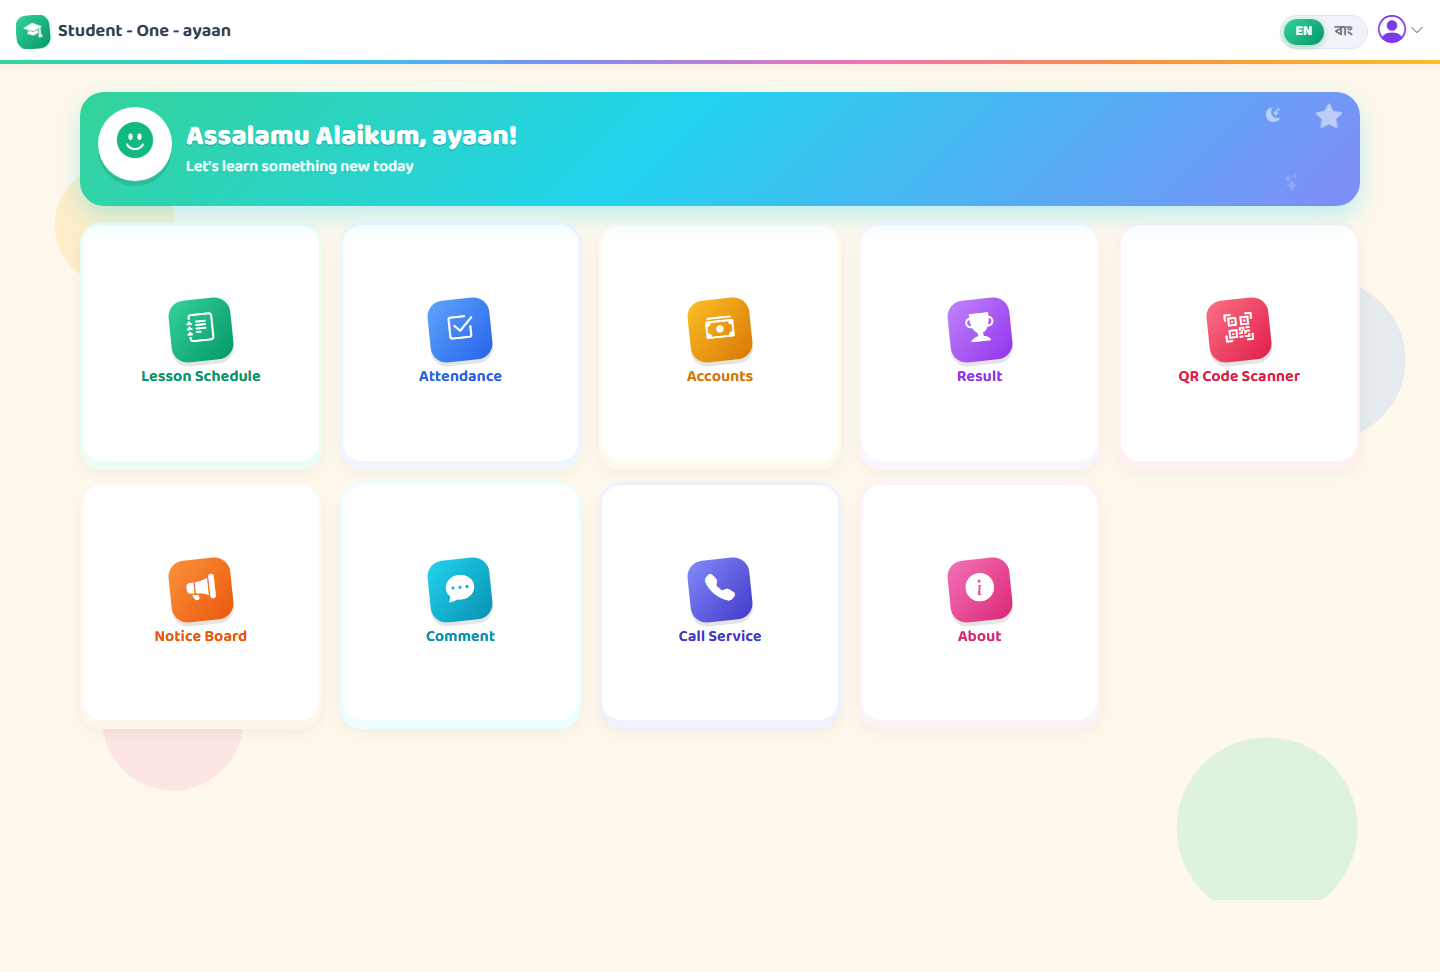 Student - One - ayaan
EN
বাং
Assalamu Alaikum, ayaan!
Let's learn something new today
Lesson Schedule
Attendance
Accounts
Result
QR Code Scanner
Notice Board
Comment
Call Service
About